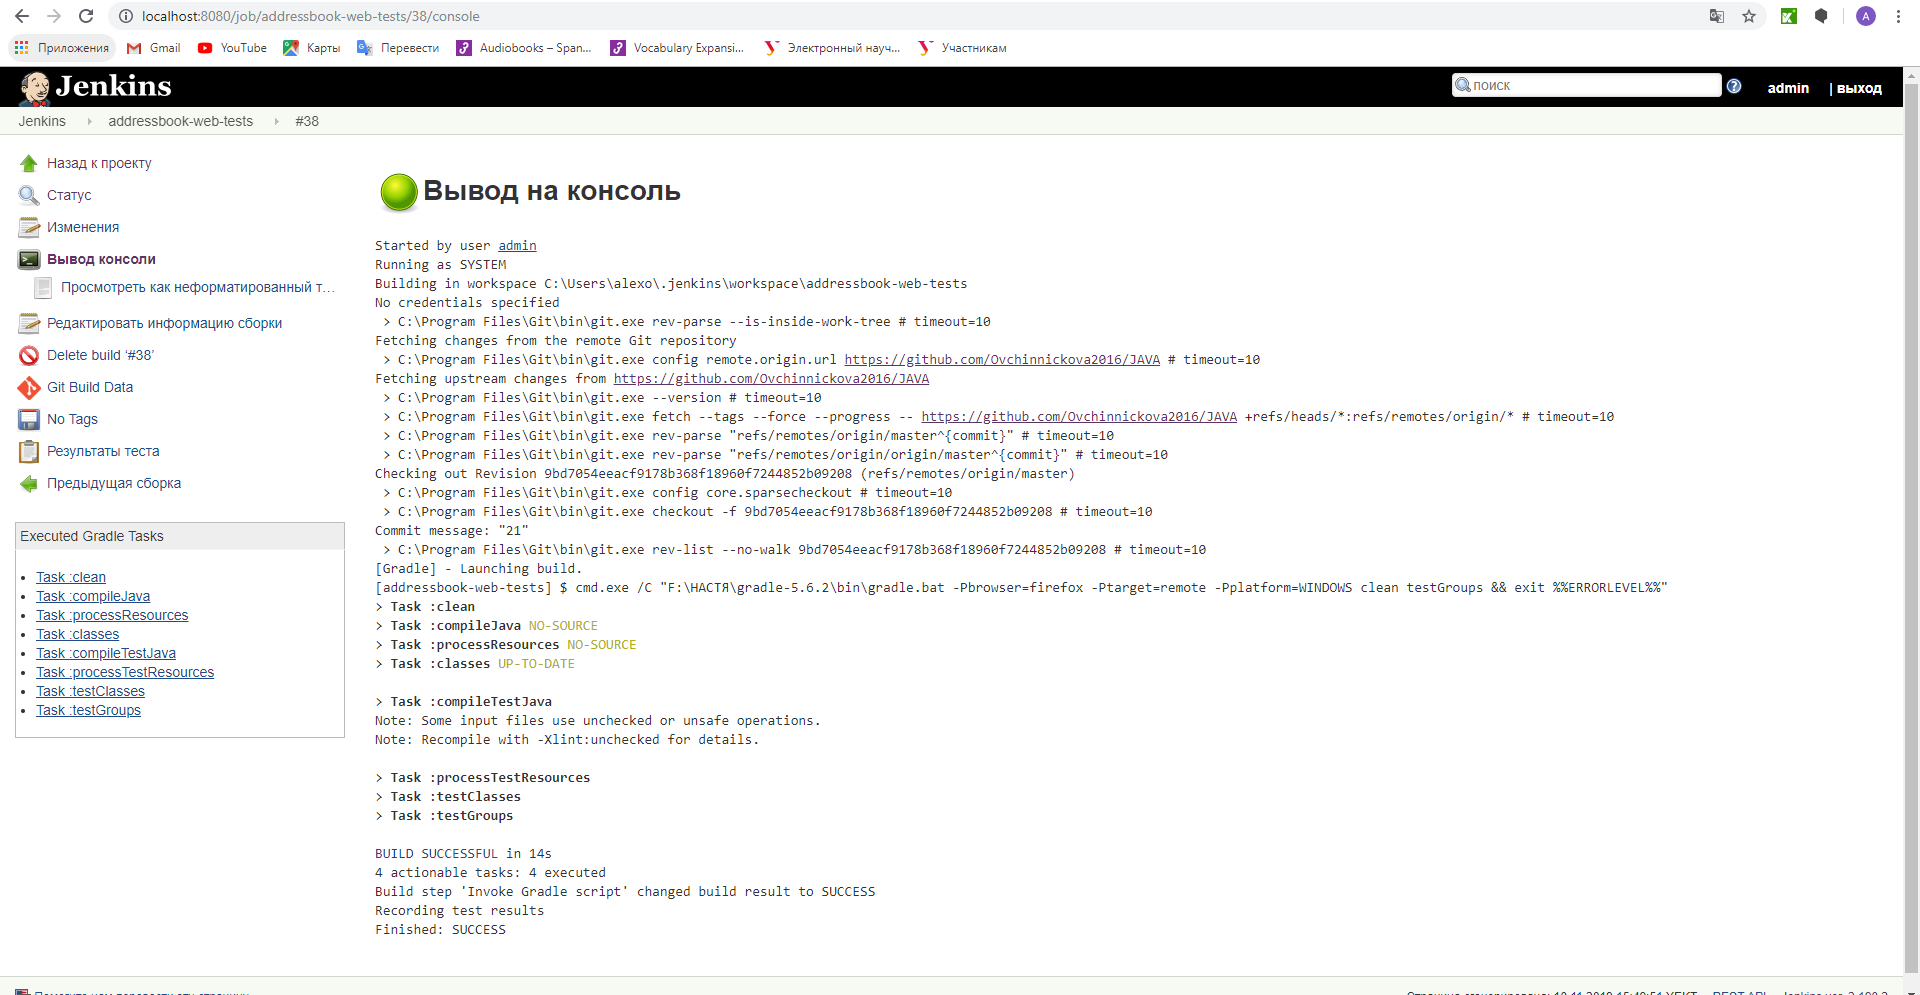 localhost:8080/job/addressbook-web-tests/38/console
Приложения Gmail YouTube Карты Перевести Audiobooks – Span... Vocabulary Expansi... Электронный науч... Участникам
Jenkins
поиск
admin | выход
Jenkins addressbook-web-tests #38
Назад к проекту
Статус
Изменения
Вывод консоли
Просмотреть как неформатированный т...
Редактировать информацию сборки
Delete build ‘#38’
Git Build Data
No Tags
Результаты теста
Предыдущая сборка
Executed Gradle Tasks
Task :clean
Task :compileJava
Task :processResources
Task :classes
Task :compileTestJava
Task :processTestResources
Task :testClasses
Task :testGroups
Вывод на консоль
Started by user admin
Running as SYSTEM
Building in workspace C:\Users\alexo\.jenkins\workspace\addressbook-web-tests
No credentials specified
> C:\Program Files\Git\bin\git.exe rev-parse --is-inside-work-tree # timeout=10
Fetching changes from the remote Git repository
> C:\Program Files\Git\bin\git.exe config remote.origin.url https://github.com/Ovchinnickova2016/JAVA # timeout=10
Fetching upstream changes from https://github.com/Ovchinnickova2016/JAVA
> C:\Program Files\Git\bin\git.exe --version # timeout=10
> C:\Program Files\Git\bin\git.exe fetch --tags --force --progress -- https://github.com/Ovchinnickova2016/JAVA +refs/heads/*:refs/remotes/origin/* # timeout=10
> C:\Program Files\Git\bin\git.exe rev-parse "refs/remotes/origin/master^{commit}" # timeout=10
> C:\Program Files\Git\bin\git.exe rev-parse "refs/remotes/origin/origin/master^{commit}" # timeout=10
Checking out Revision 9bd7054eeacf9178b368f18960f7244852b09208 (refs/remotes/origin/master)
> C:\Program Files\Git\bin\git.exe config core.sparsecheckout # timeout=10
> C:\Program Files\Git\bin\git.exe checkout -f 9bd7054eeacf9178b368f18960f7244852b09208 # timeout=10
Commit message: "21"
> C:\Program Files\Git\bin\git.exe rev-list --no-walk 9bd7054eeacf9178b368f18960f7244852b09208 # timeout=10
[Gradle] - Launching build.
[addressbook-web-tests] $ cmd.exe /C "F:\НАСТЯ\gradle-5.6.2\bin\gradle.bat -Pbrowser=firefox -Ptarget=remote -Pplatform=WINDOWS clean testGroups && exit %%ERRORLEVEL%%"
> Task :clean
> Task :compileJava NO-SOURCE
> Task :processResources NO-SOURCE
> Task :classes UP-TO-DATE
> Task :compileTestJava
Note: Some input files use unchecked or unsafe operations.
Note: Recompile with -Xlint:unchecked for details.
> Task :processTestResources
> Task :testClasses
> Task :testGroups
BUILD SUCCESSFUL in 14s
4 actionable tasks: 4 executed
Build step 'Invoke Gradle script' changed build result to SUCCESS
Recording test results
Finished: SUCCESS